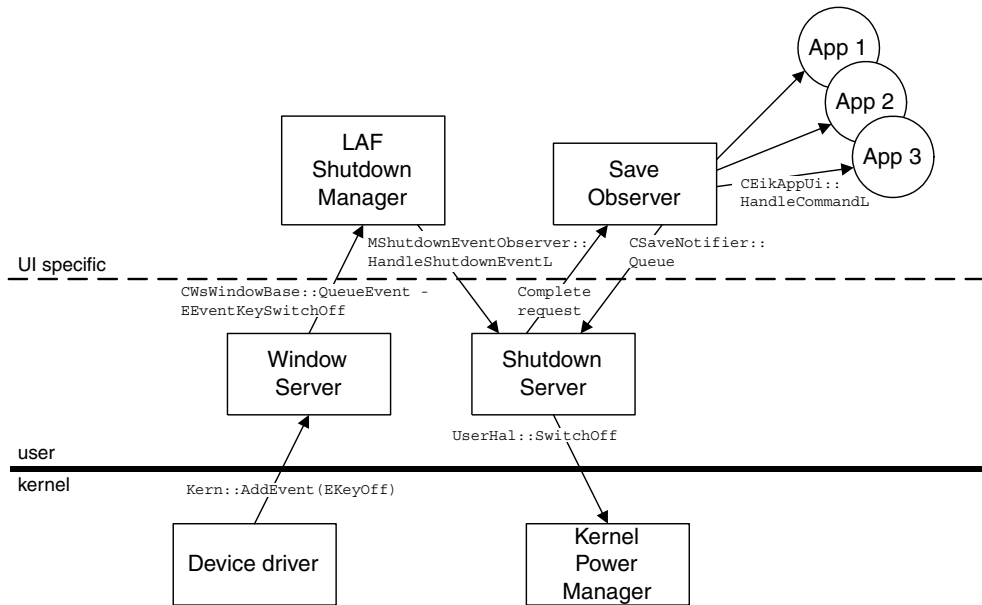 App 1
App 2
App 3
LAF
Shutdown
Manager
Save
Observer
CEikAppUi::
HandleCommandL
MShutdownEventObserver::
HandleShutdownEventL
CSaveNotifier::
Queue
UI specific
CWsWindowBase::QueueEvent -
EEventKeySwitchOff
Complete
request
Window
Server
Shutdown
Server
UserHal::SwitchOff
user
kernel
Kern::AddEvent(EKeyOff)
Device driver
Kernel
Power
Manager